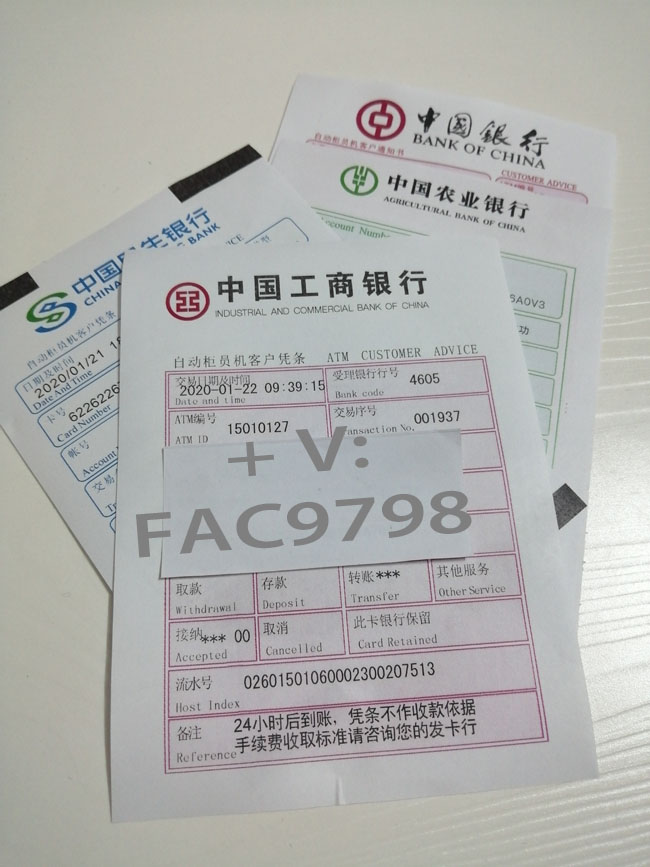 中国银行
BANK OF CHINA
自动柜员机客户通知书
CUSTOMER ADVICE
中国农业银行
AGRICULTURAL BANK OF CHINA
Account Number
5A0V3
功
中国民生银行
CHINA
BANK
自动柜员机客户凭条
日期及时间
2020/01/21
Date And Time
卡号
6226226
Card Number
帐号
Account
交易
中国工商银行
INDUSTRIAL AND COMMERCIAL BANK OF CHINA
自动柜员机客户凭条 ATM CUSTOMER ADVICE
交易日期及时间
2020-01-22 09:39:15
Date and time
受理银行行号
4605
Bank code
ATM编号
15010127
ATM ID
交易序号
001937
ransaction No.
+ V:
FAC9798
取款
Withdrawal
存款
Deposit
转账***
Transfer
其他服务
Other Service
接纳*** 00
Accepted
取消
Cancelled
此卡银行保留
Card Retained
流水号
02601501060002300207513
Host Index
备注
24小时后到账，凭条不作收款依据
手续费收取标准请咨询您的发卡行
Reference